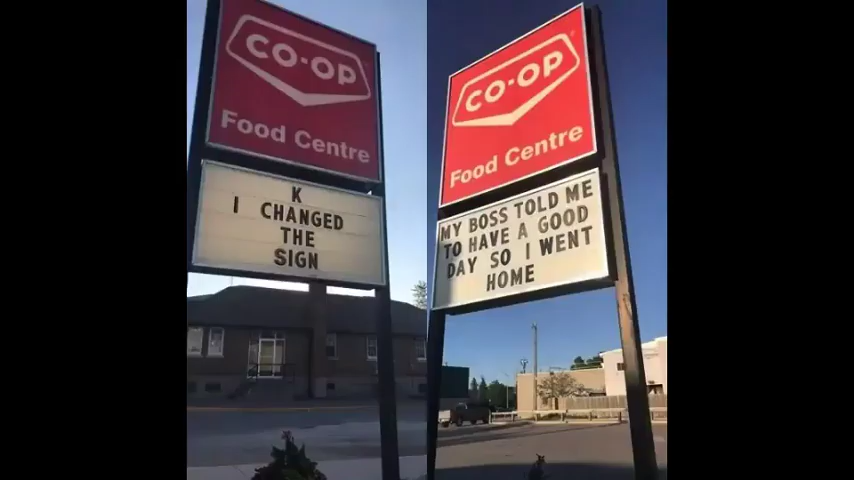 CO-OP
Food Centre
K
I CHANGED
THE
SIGN
CO-OP
Food Centre
MY BOSS TOLD ME
TO HAVE A GOOD
DAY SO I WENT
HOME